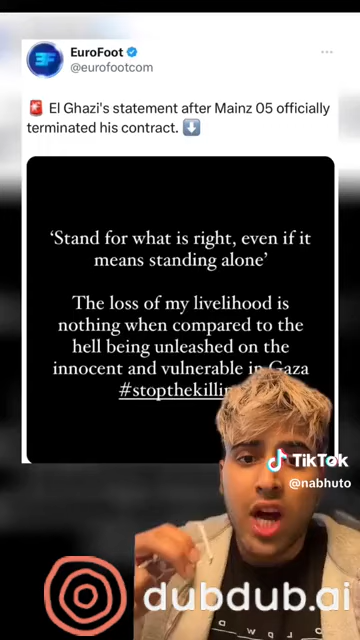 EuroFoot
@eurofootcom
El Ghazi's statement after Mainz 05 officially
terminated his contract.
‘Stand for what is right, even if it
means standing alone’
The loss of my livelihood is
nothing when compared to the
hell being unleashed on the
innocent and vulnerable in Gaza
#stopthekillin
TikTok
@nabhuto
dubdub.ai